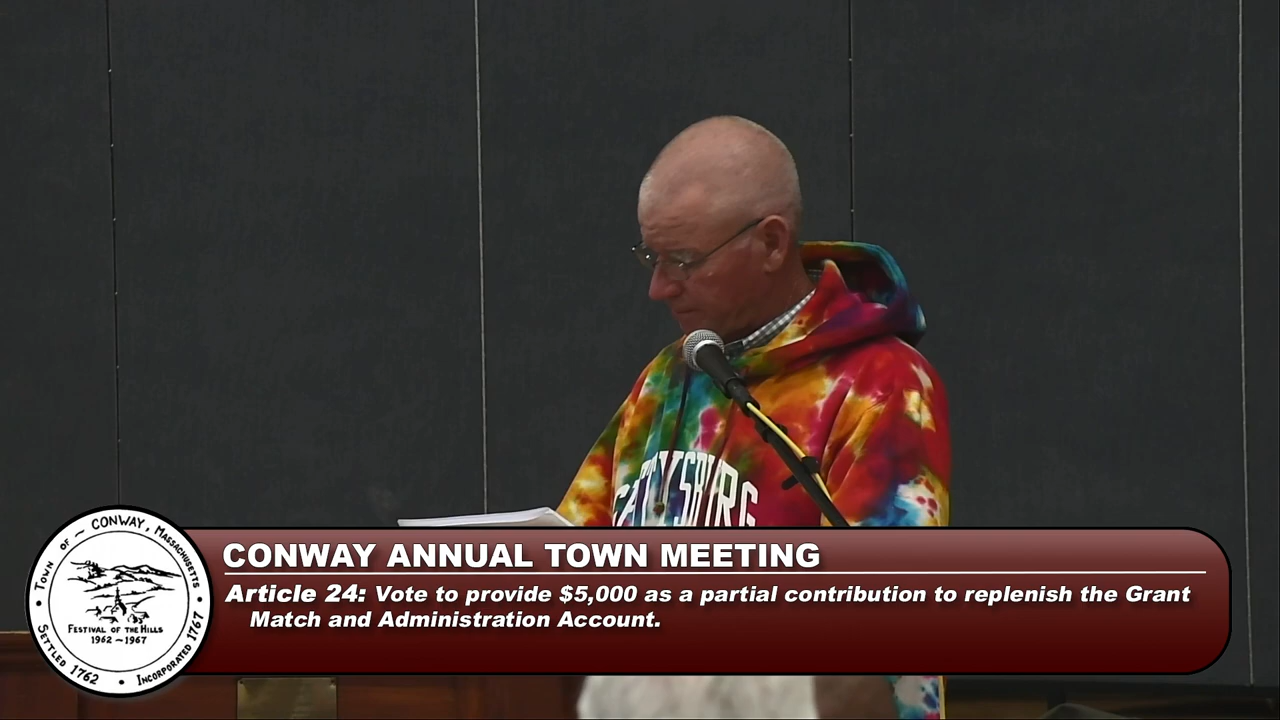 CONWAY ANNUAL TOWN MEETING
Article 24: Vote to provide $5,000 as a partial contribution to replenish the Grant
Match and Administration Account.
TOWN OF ~ CONWAY, MASSACHUSETTS
FESTIVAL OF THE HILLS
1962 ~ 1967
SETTLED 1762 • INCORPORATED 1767
GETTYSBURG